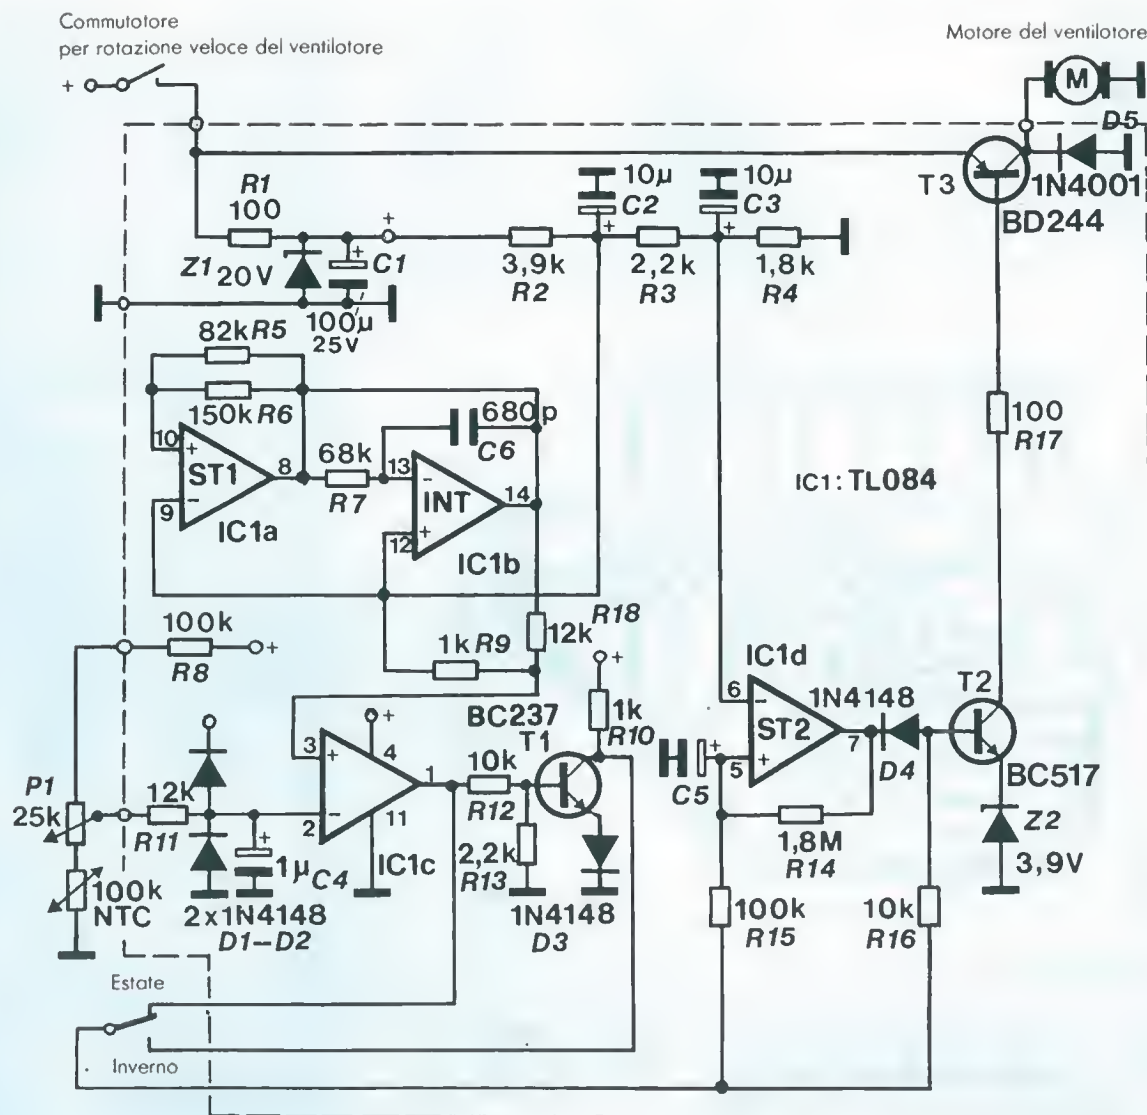 Commutotore
per rotazione veloce del ventilotore
Motore del ventilotore
+
M
D5
R1
100
10µ
C2
+
10µ
C3
+
T3
1N4001
BD244
+
Z1
20V
+
C1
3,9k
R2
2,2k
R3
1,8k
R4
100µ
25V
82k R5
150k R6
680p
C6
100
R17
10
+
ST1
8
68k
R7
13
-
INT
14
IC1: TL084
9
-
IC1a
+
12
IC1b
R18
12k
100k
R8
+
1k R9
+
IC1d
6
-
ST2
1N4148
T2
BC237
T1
1k
R10
7
D4
+
5
+
C5
BC517
P1
25k
12k
R11
3
+
4
+
1
10k
R12
1,8M
R14
Z2
3,9V
2
-
11
+
1µ C4
IC1c
2,2k
R13
100k
NTC
2x1N4148
D1-D2
1N4148
D3
100k
R15
10k
R16
Estate
Inverno